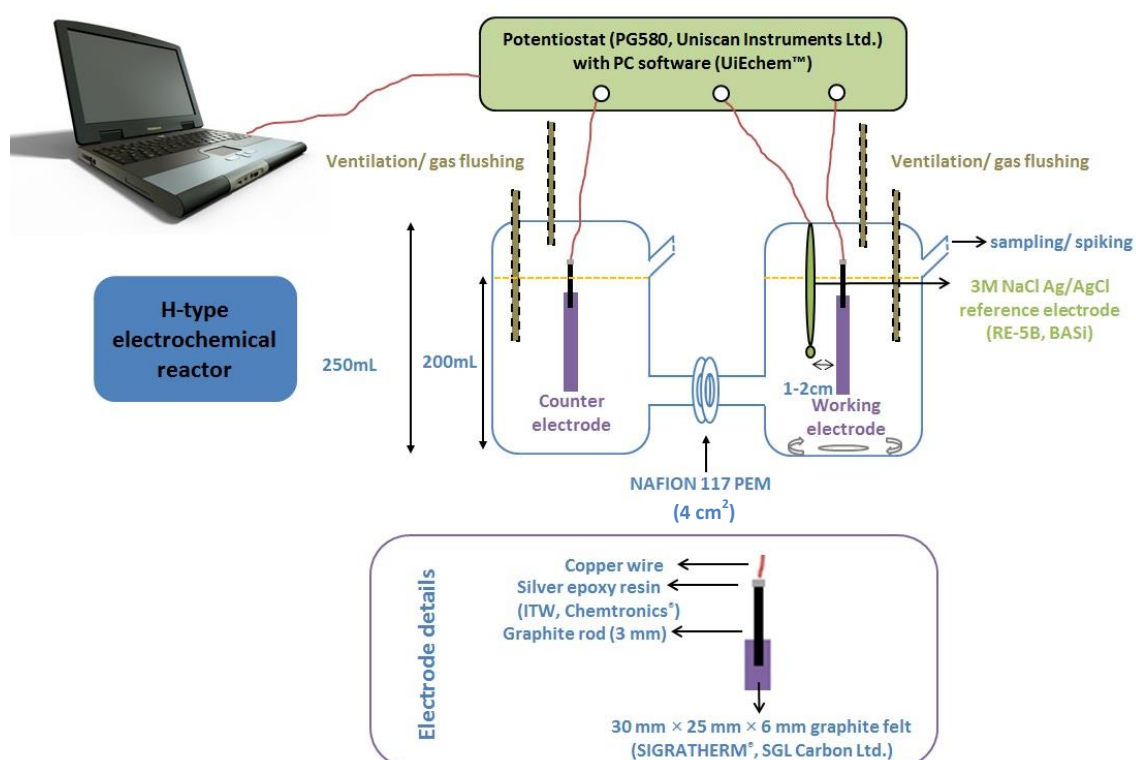 Potentiostat (PG580, Uniscan Instruments Ltd.)
with PC software (UiEchem™)
Ventilation/ gas flushing
Ventilation/ gas flushing
sampling/ spiking
3M NaCl Ag/AgCl
reference electrode
(RE-5B, BASi)
H-type
electrochemical
reactor
250mL
200mL
1-2cm
Counter
electrode
Working
electrode
NAFION 117 PEM
(4 cm²)
Electrode details
Copper wire
Silver epoxy resin
(ITW, Chemtronics®)
Graphite rod (3 mm)
30 mm × 25 mm × 6 mm graphite felt
(SIGRATHERM®, SGL Carbon Ltd.)